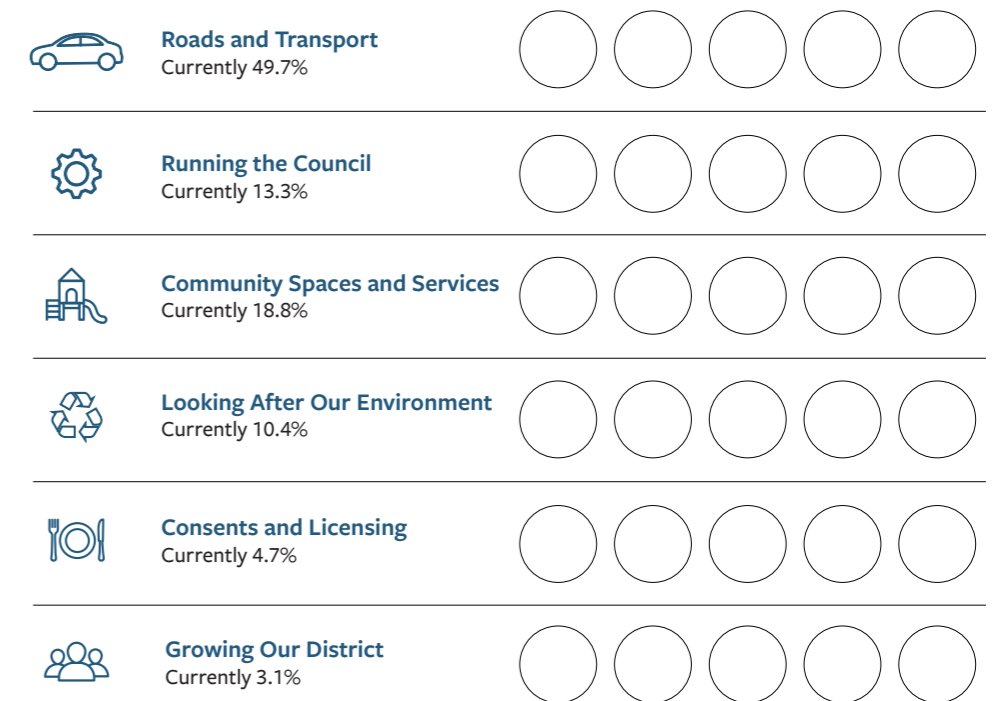 Roads and Transport
Currently 49.7%
Running the Council
Currently 13.3%
Community Spaces and Services
Currently 18.8%
Looking After Our Environment
Currently 10.4%
Consents and Licensing
Currently 4.7%
Growing Our District
Currently 3.1%